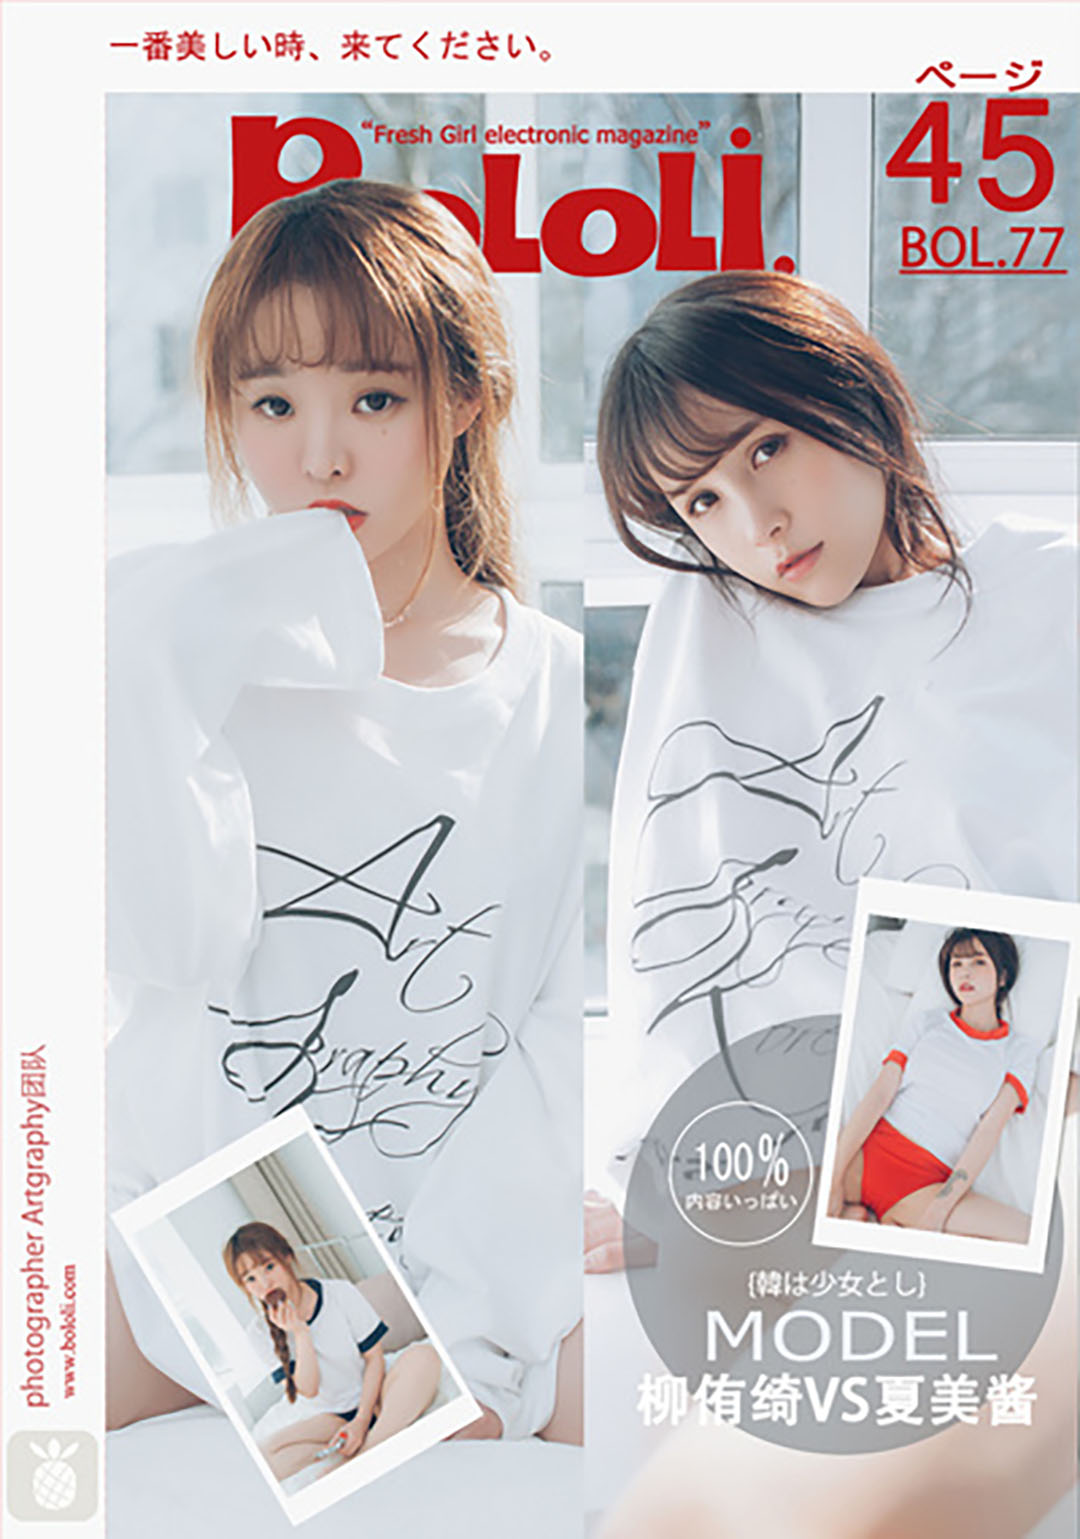 一番美しい時、来てください。
ページ
45
BOL.77
BoLoLi.
“Fresh Girl electronic magazine”
Art
graphy
Art
100%
内容いっぱい
{韓は少女とし}
MODEL
柳侑绮VS夏美酱
photographer Artgraphy团队
www.bololi.com